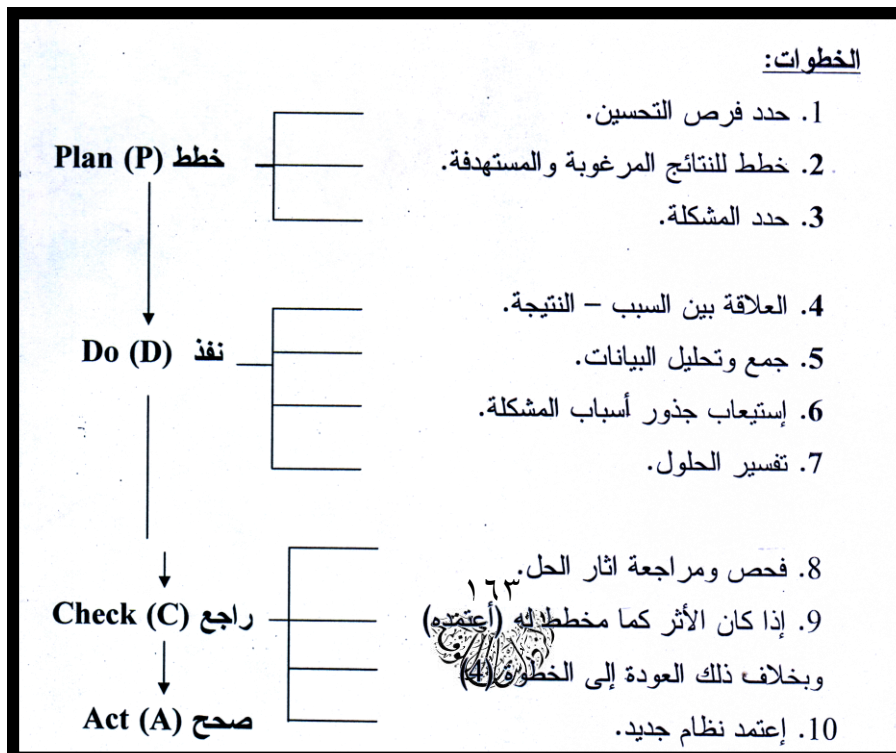 الخطوات:
1. حدد فرص التحسين.
2. خطط للنتائج المرغوبة والمستهدفة.
3. حدد المشكلة.
خطط Plan (P)
4. العلاقة بين السبب – النتيجة.
5. جمع وتحليل البيانات.
6. إستيعاب جذور أسباب المشكلة.
7. تفسير الحلول.
نفذ Do (D)
8. فحص ومراجعة اثار الحل.
١٦٣
9. إذا كان الأثر كما مخطط له (أعتمده)
وبخلاف ذلك العودة إلى الخطوة (4)
10. إعتمد نظام جديد.
راجع Check (C)
صحح Act (A)